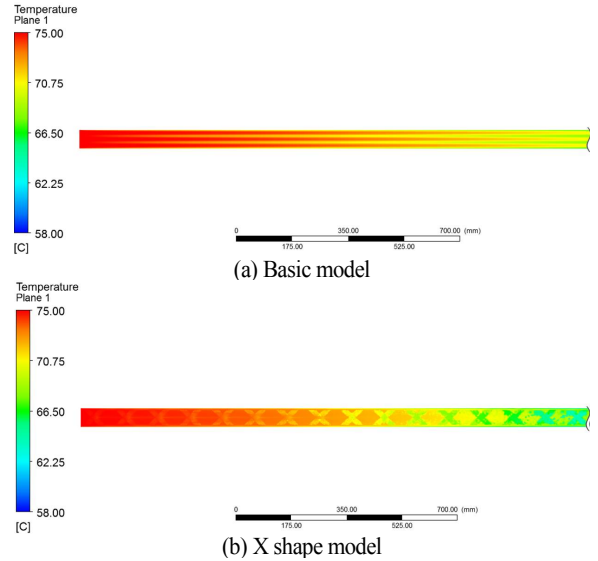 Temperature
Plane 1
75.00
70.75
66.50
62.25
58.00
[C]
0 350.00 700.00 (mm)
175.00 525.00
(a) Basic model
Temperature
Plane 1
75.00
70.75
66.50
62.25
58.00
[C]
0 350.00 700.00 (mm)
175.00 525.00
(b) X shape model